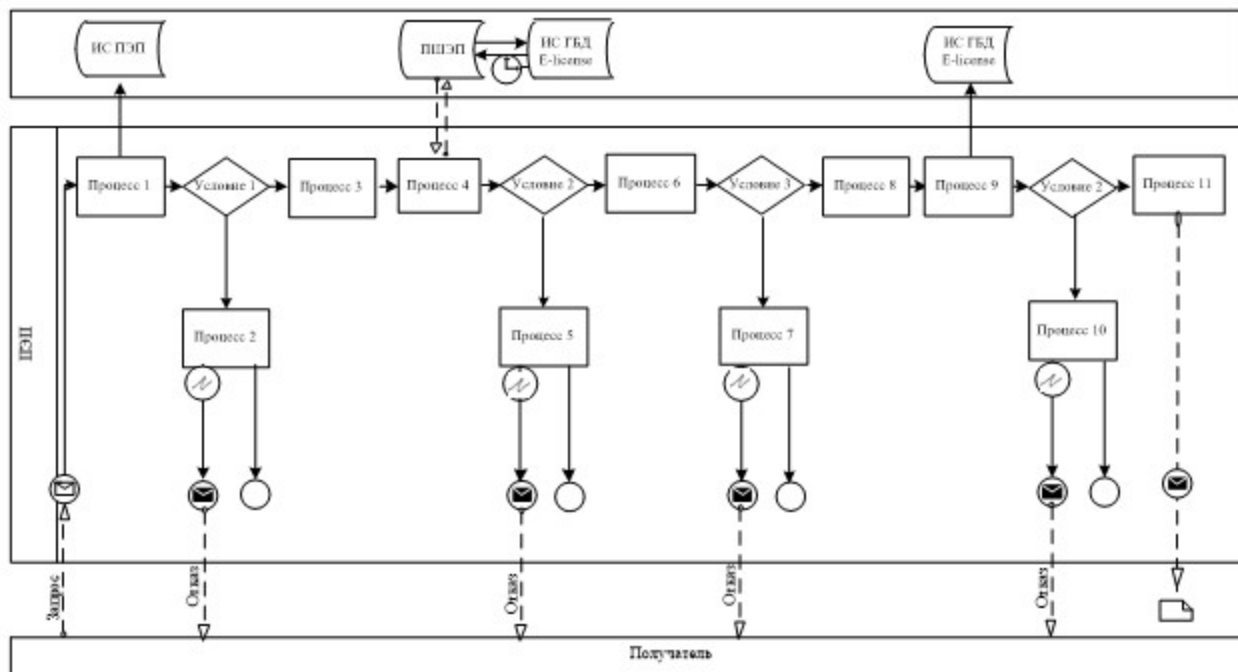 ИС ПЭП
ПШЭП
ИС ГБД
E-license
ИС ГБД
E-license
Процесс 1
Условие 1
Процесс 3
Процесс 4
Условие 2
Процесс 6
Условие 3
Процесс 8
Процесс 9
Условие 2
Процесс 11
Процесс 2
Процесс 5
Процесс 7
Процесс 10
ПЭП
Запрос
Отказ
Отказ
Отказ
Отказ
Получатель